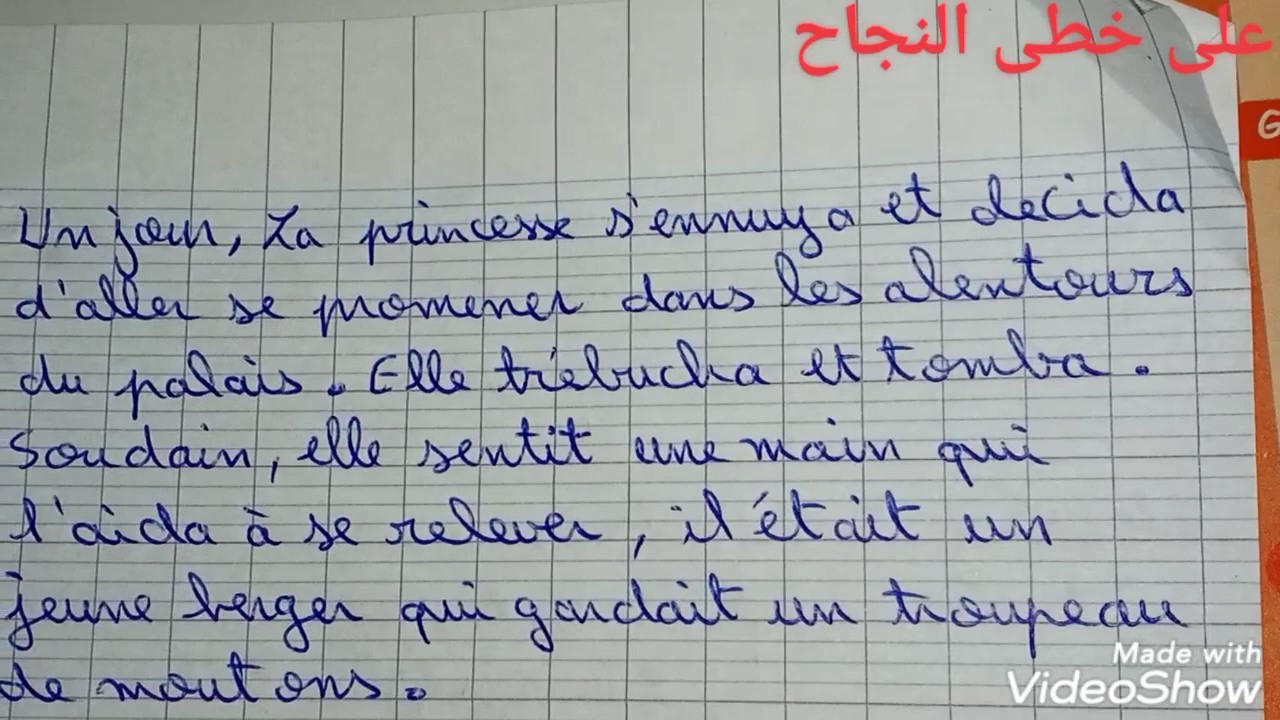 على خطى النجاح
G
Un jour, La princesse s'ennuya et decida
d'aller se promener dans les alentours
du palais. Elle trébucha et tomba.
Soudain, elle sentit une main qui
l'aida à se relever, il était un
jeune berger qui gardait un troupeau
de moutons.
Made with
VideoShow